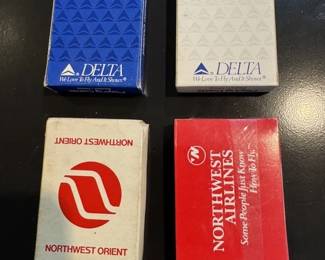 DELTA
We Love To Fly And It Shows®
DELTA
We Love To Fly And It Shows®
NORTHWEST ORIENT
NORTHWEST ORIENT
NORTHWEST
AIRLINES
Some People Just Know
How To Fly.